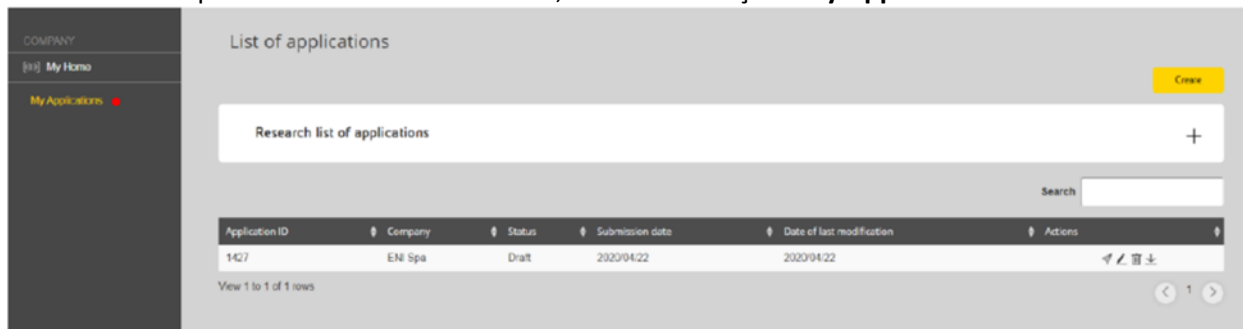 COMPANY
My Home
My Applications
List of applications
Create
Research list of applications
Search
Application ID Company Status Submission date Date of last modification Actions
1427 ENI Spa Draft 2020/04/22 2020/04/22
View 1 to 1 of 1 rows
1